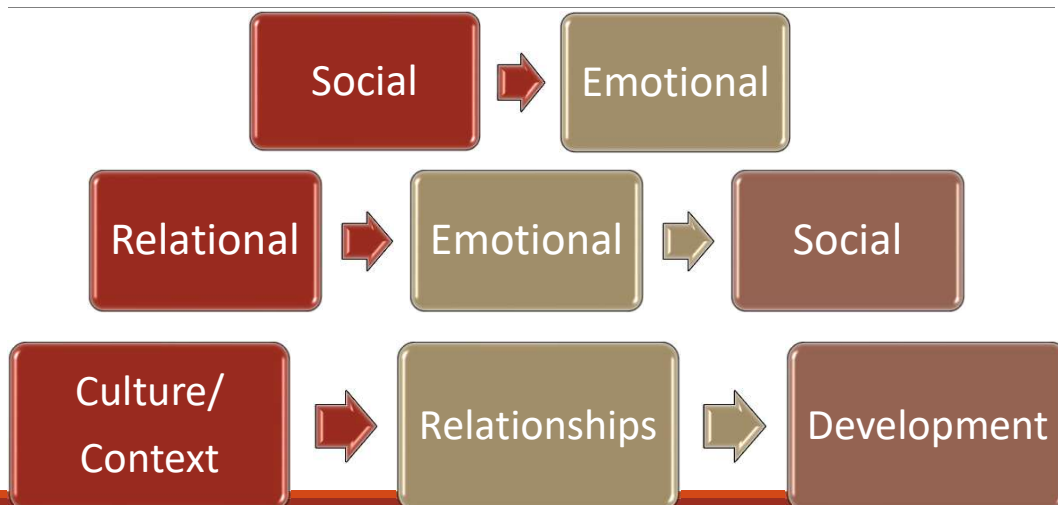 Social
Emotional
Relational
Emotional
Social
Culture/
Context
Relationships
Development